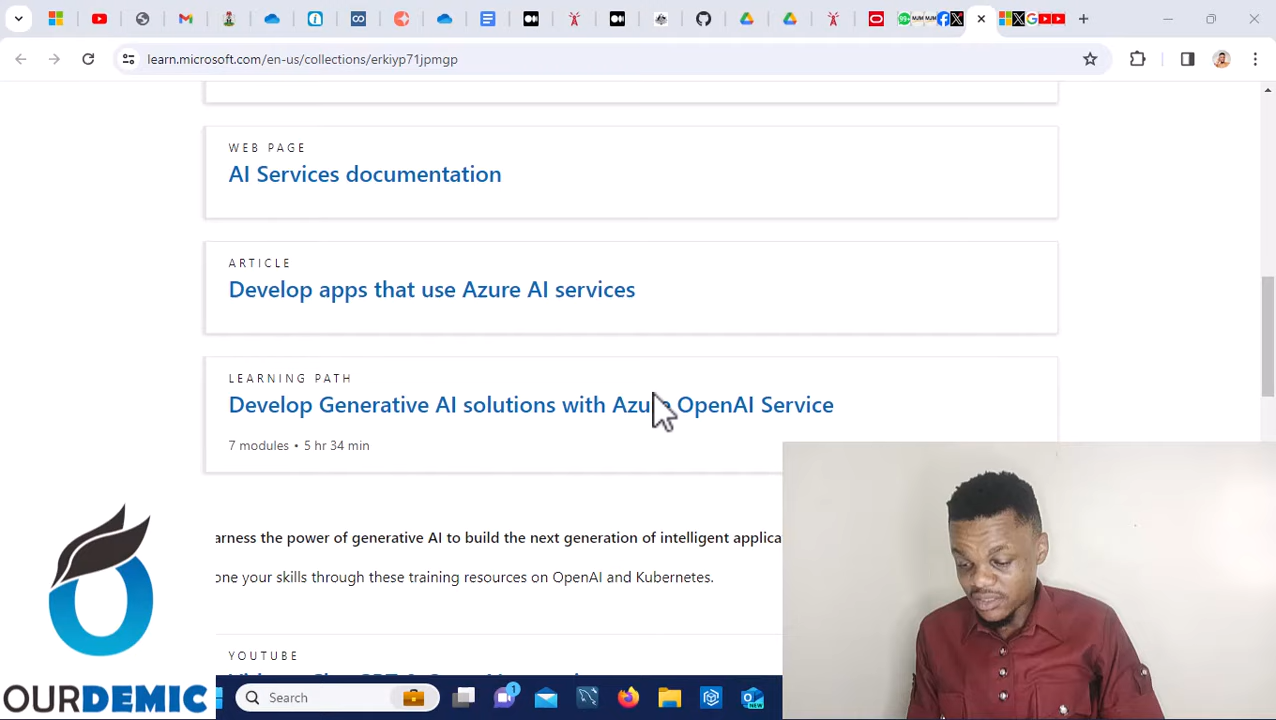 learn.microsoft.com/en-us/collections/erkiyp71jpmgp
WEB PAGE
AI Services documentation
ARTICLE
Develop apps that use Azure AI services
LEARNING PATH
Develop Generative AI solutions with Azure OpenAI Service
7 modules • 5 hr 34 min
arness the power of generative AI to build the next generation of intelligent applica
one your skills through these training resources on OpenAI and Kubernetes.
YOUTUBE
Search
1
NEW
OURDEMIC